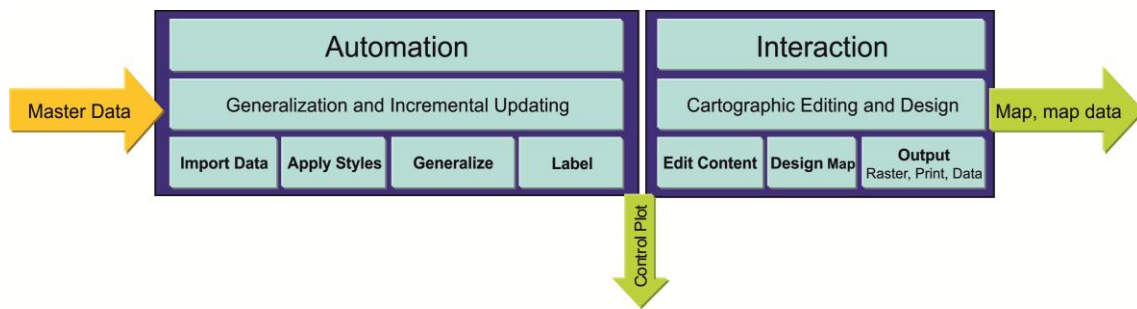 Automation
Interaction
Master Data
Generalization and Incremental Updating
Cartographic Editing and Design
Map, map data
Import Data
Apply Styles
Generalize
Label
Edit Content
Design Map
Output
Raster, Print, Data
Control Plot